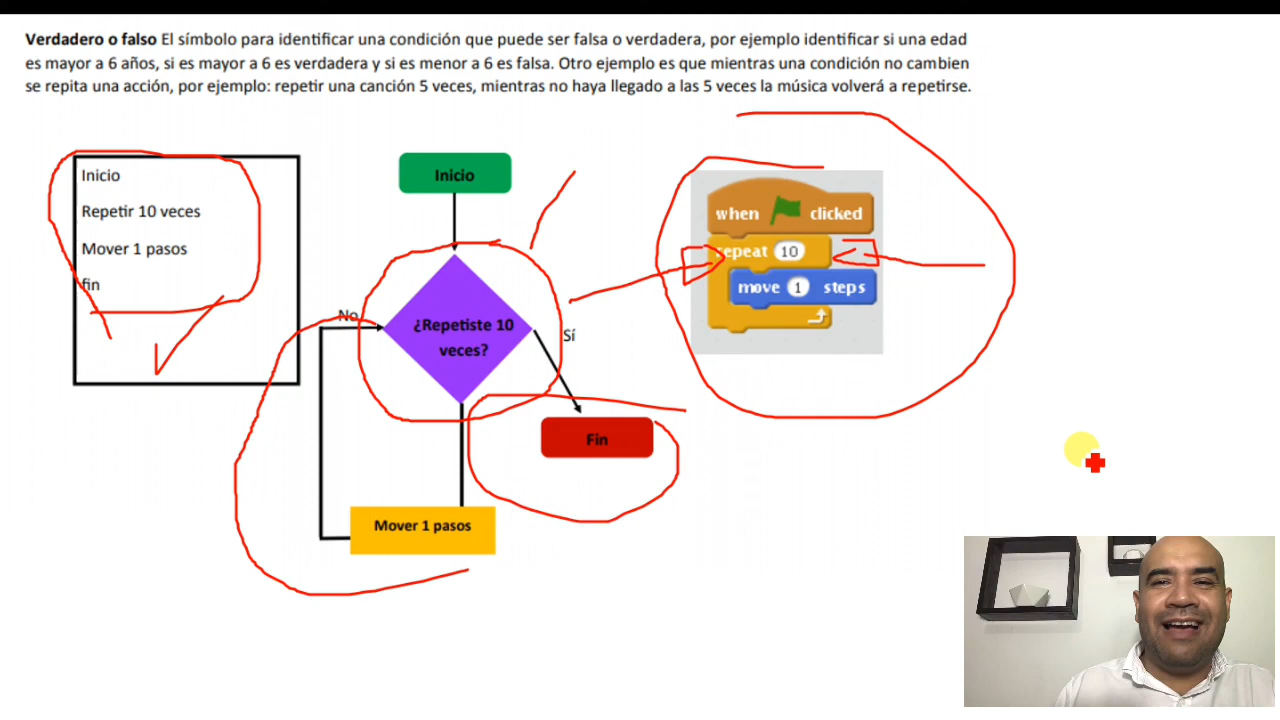 Verdadero o falso El símbolo para identificar una condición que puede ser falsa o verdadera, por ejemplo identificar si una edad
es mayor a 6 años, si es mayor a 6 es verdadera y si es menor a 6 es falsa. Otro ejemplo es que mientras una condición no cambien
se repita una acción, por ejemplo: repetir una canción 5 veces, mientras no haya llegado a las 5 veces la música volverá a repetirse.
Inicio
Repetir 10 veces
Mover 1 pasos
fin
Inicio
¿Repetiste 10
veces?
No
Sí
Fin
Mover 1 pasos
when clicked
repeat 10
move 1 steps